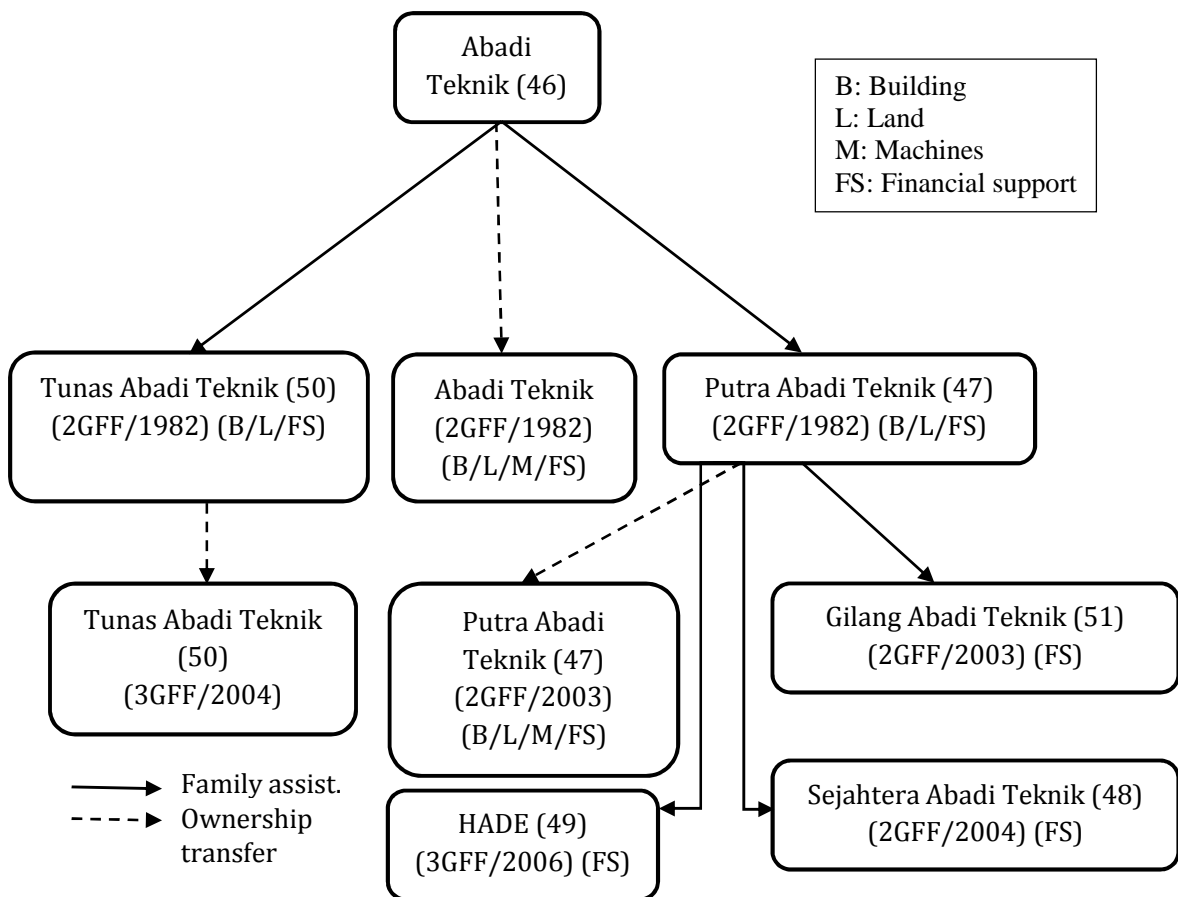 Abadi
Teknik (46)
B: Building
L: Land
M: Machines
FS: Financial support
Tunas Abadi Teknik (50)
(2GFF/1982) (B/L/FS)
Abadi Teknik
(2GFF/1982)
(B/L/M/FS)
Putra Abadi Teknik (47)
(2GFF/1982) (B/L/FS)
Tunas Abadi Teknik
(50)
(3GFF/2004)
Putra Abadi
Teknik (47)
(2GFF/2003)
(B/L/M/FS)
Gilang Abadi Teknik (51)
(2GFF/2003) (FS)
Family assist.
Ownership
transfer
HADE (49)
(3GFF/2006) (FS)
Sejahtera Abadi Teknik (48)
(2GFF/2004) (FS)